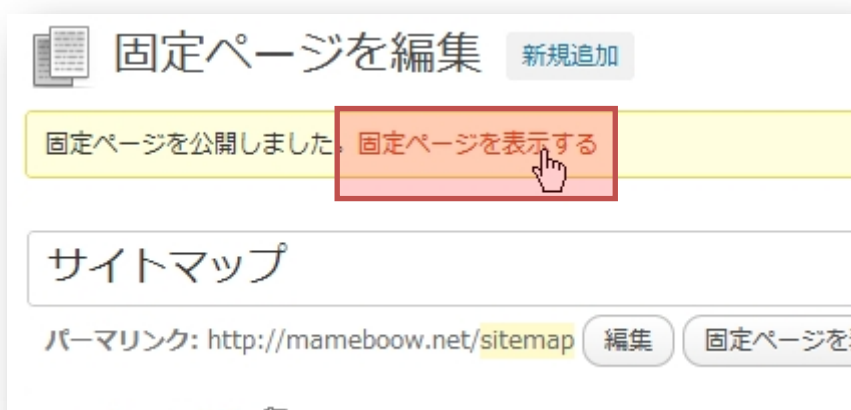 固定ページを編集 新規追加
固定ページを公開しました。固定ページを表示する
サイトマップ
パーマリンク: http://mameboow.net/sitemap 編集 固定ページを